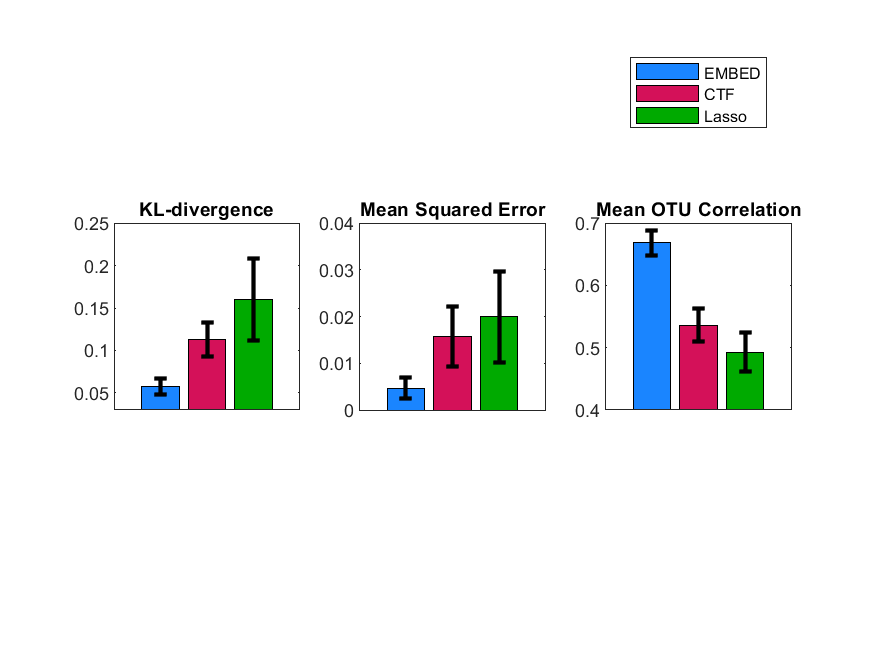 EMBED
CTF
Lasso
KL-divergence
0.25
0.2
0.15
0.1
0.05
Mean Squared Error
0.04
0.03
0.02
0.01
0
Mean OTU Correlation
0.7
0.6
0.5
0.4